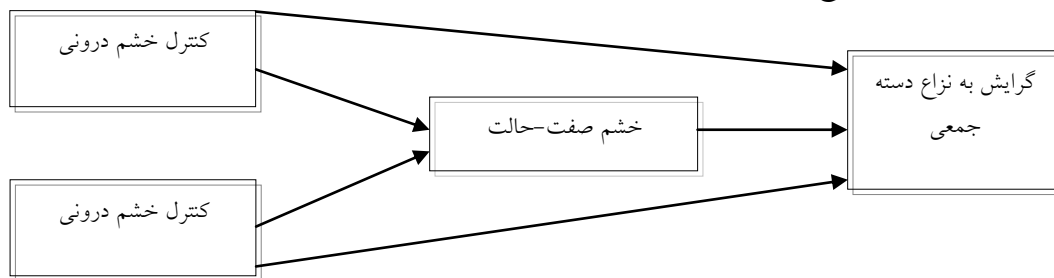 کنترل خشم درونی
گرایش به نزاع دسته
جمعی
خشم صفت-حالت
کنترل خشم درونی